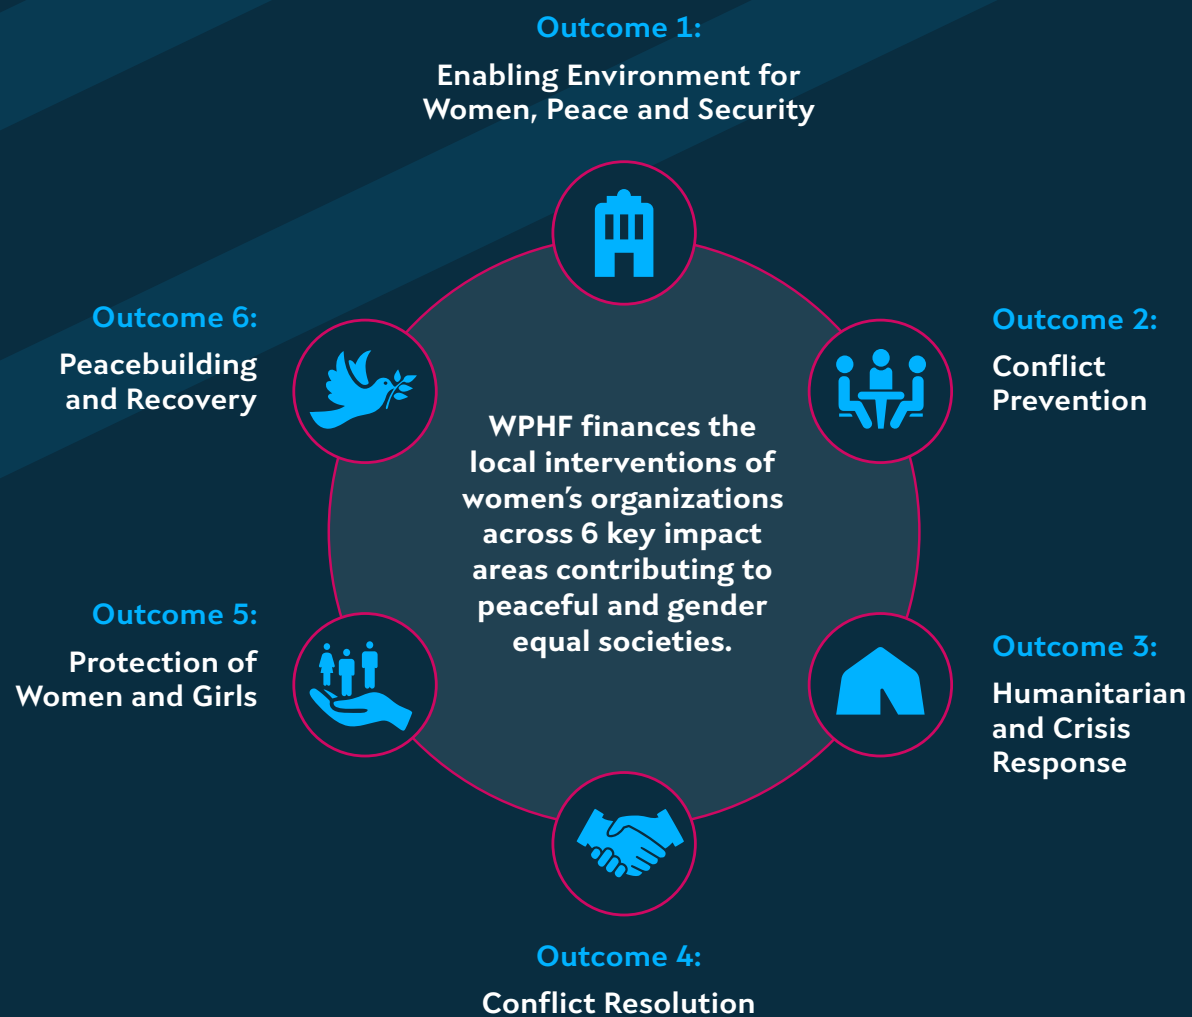 Outcome 1:
Enabling Environment for
Women, Peace and Security
Outcome 6:
Peacebuilding
and Recovery
Outcome 2:
Conflict
Prevention
WPHF finances the
local interventions of
women's organizations
across 6 key impact
areas contributing to
peaceful and gender
equal societies.
Outcome 5:
Protection of
Women and Girls
Outcome 3:
Humanitarian
and Crisis
Response
Outcome 4:
Conflict Resolution